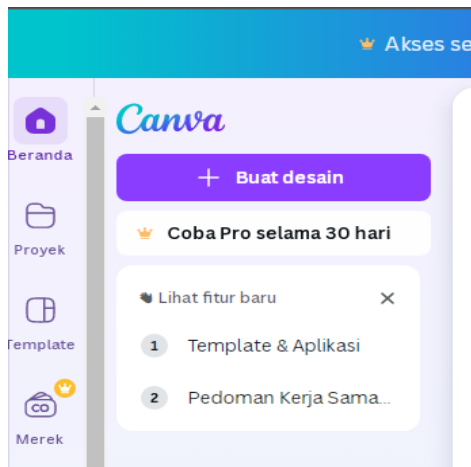 Akses se
Beranda
Proyek
Template
CO
Merek
Canva
Buat desain
Coba Pro selama 30 hari
Lihat fitur baru
1 Template & Aplikasi
2 Pedoman Kerja Sama...